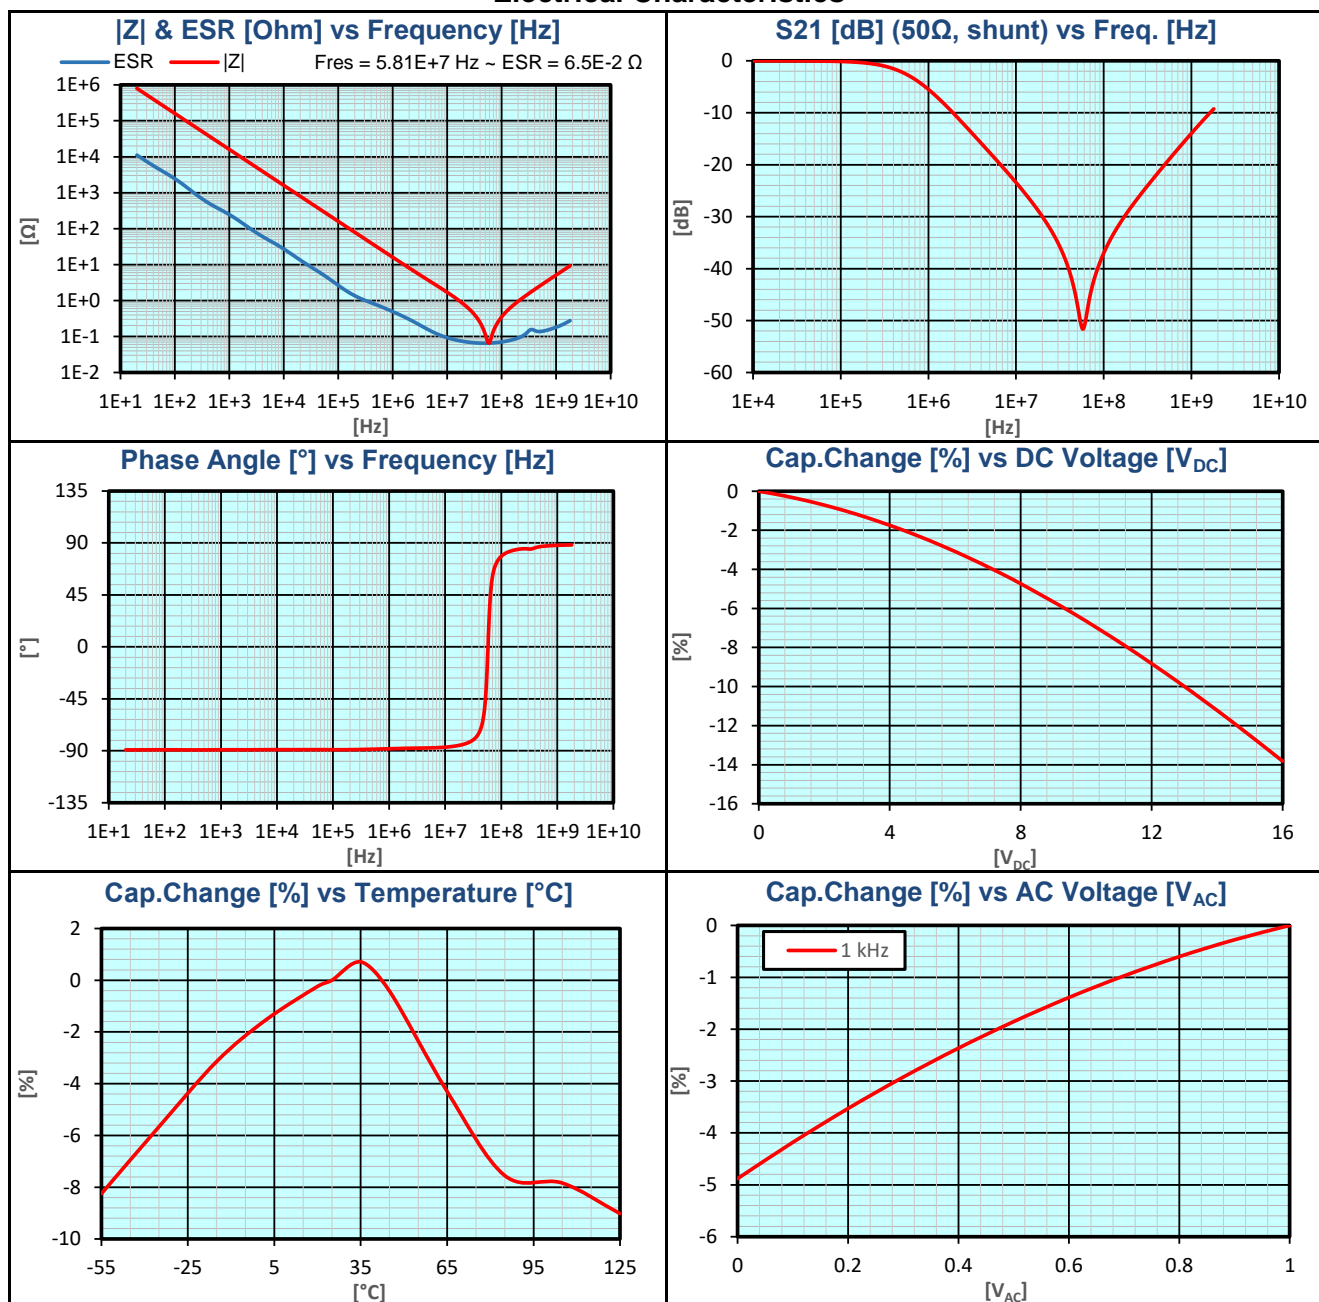 |Z| & ESR [Ohm] vs Frequency [Hz]
ESR |Z| Fres = 5.81E+7 Hz ~ ESR = 6.5E-2 Ω
1E+6
1E+5
1E+4
1E+3
1E+2
1E+1
1E+0
1E-1
1E-2
[Ω]
1E+1 1E+2 1E+3 1E+4 1E+5 1E+6 1E+7 1E+8 1E+9 1E+10
[Hz]
S21 [dB] (50Ω, shunt) vs Freq. [Hz]
0
-10
-20
-30
-40
-50
-60
[dB]
1E+4 1E+5 1E+6 1E+7 1E+8 1E+9 1E+10
[Hz]
Phase Angle [°] vs Frequency [Hz]
135
90
45
0
-45
-90
-135
[°]
1E+1 1E+2 1E+3 1E+4 1E+5 1E+6 1E+7 1E+8 1E+9 1E+10
[Hz]
Cap.Change [%] vs DC Voltage [VDC]
0
-2
-4
-6
-8
-10
-12
-14
-16
[%]
0 4 8 12 16
[VDC]
Cap.Change [%] vs Temperature [°C]
2
0
-2
-4
-6
-8
-10
[%]
-55 -25 5 35 65 95 125
[°C]
Cap.Change [%] vs AC Voltage [VAC]
1 kHz
0
-1
-2
-3
-4
-5
-6
[%]
0 0.2 0.4 0.6 0.8 1
[VAC]